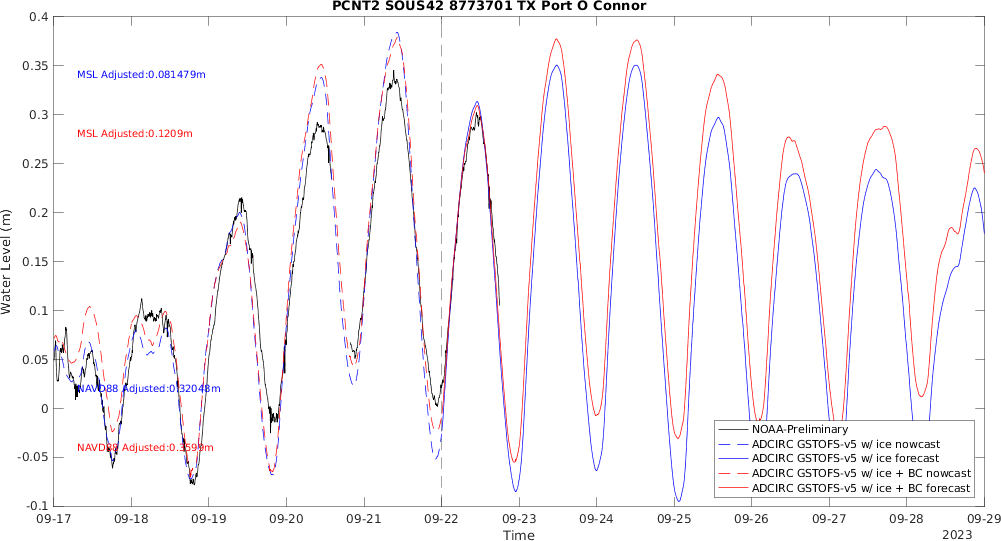 PCNT2 SOUS42 8773701 TX Port O Connor
0.4
0.35
0.3
0.25
0.2
0.15
0.1
0.05
0
-0.05
-0.1
Water Level (m)
MSL Adjusted:0.081479m
MSL Adjusted:0.1209m
NAVD88 Adjusted:0.32048m
NAVD88 Adjusted:0.3599m
NOAA-Preliminary
ADCIRC GSTOFS-v5 w/ ice nowcast
ADCIRC GSTOFS-v5 w/ ice forecast
ADCIRC GSTOFS-v5 w/ ice + BC nowcast
ADCIRC GSTOFS-v5 w/ ice + BC forecast
09-17 09-18 09-19 09-20 09-21 09-22 09-23 09-24 09-25 09-26 09-27 09-28 09-29
Time
2023